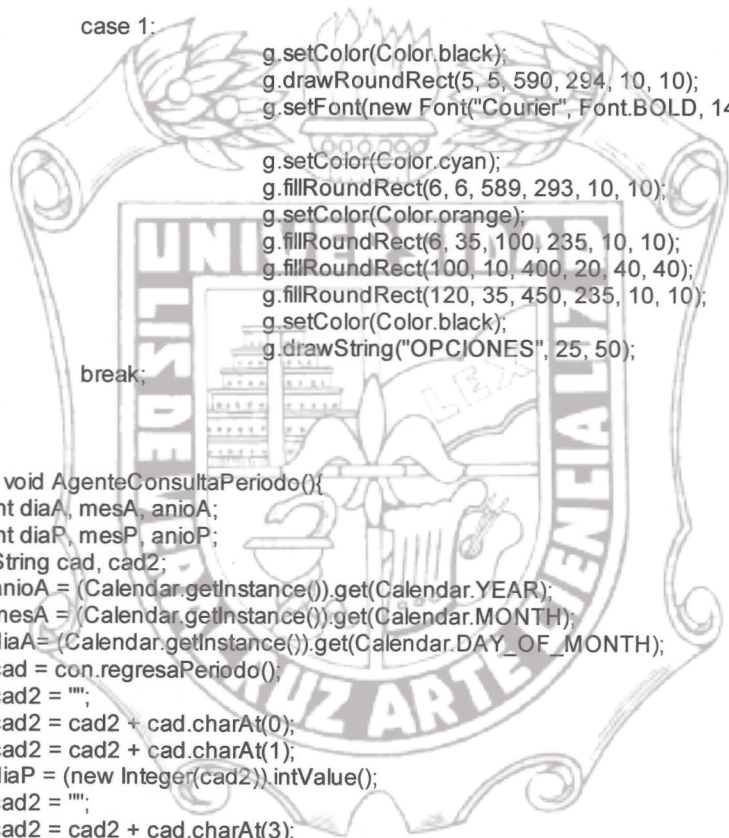 case 1:
g.setColor(Color.black);
g.drawRoundRect(5, 5, 590, 294, 10, 10);
g.setFont(new Font("Courier", Font.BOLD, 14
g.setColor(Color.cyan);
g.fillRoundRect(6, 6, 589, 293, 10, 10);
g.setColor(Color.orange);
g.fillRoundRect(6, 35, 100, 235, 10, 10);
g.fillRoundRect(100, 10, 400, 20, 40, 40);
g.fillRoundRect(120, 35, 450, 235, 10, 10);
g.setColor(Color.black);
g.drawString("OPCIONES", 25, 50);
break;
void AgenteConsultaPeriodo(){
nt diaA, mesA, anioA;
nt diaP, mesP, anioP;
String cad, cad2;
anioA = (Calendar.getInstance()).get(Calendar.YEAR);
mesA = (Calendar.getInstance()).get(Calendar.MONTH);
diaA= (Calendar.getInstance()).get(Calendar.DAY_OF_MONTH);
cad = con.regresaPeriodo();
cad2 = "";
cad2 = cad2 + cad.charAt(0);
cad2 = cad2 + cad.charAt(1);
diaP = (new Integer(cad2)).intValue();
cad2 = "";
cad2 = cad2 + cad.charAt(3);
LEX